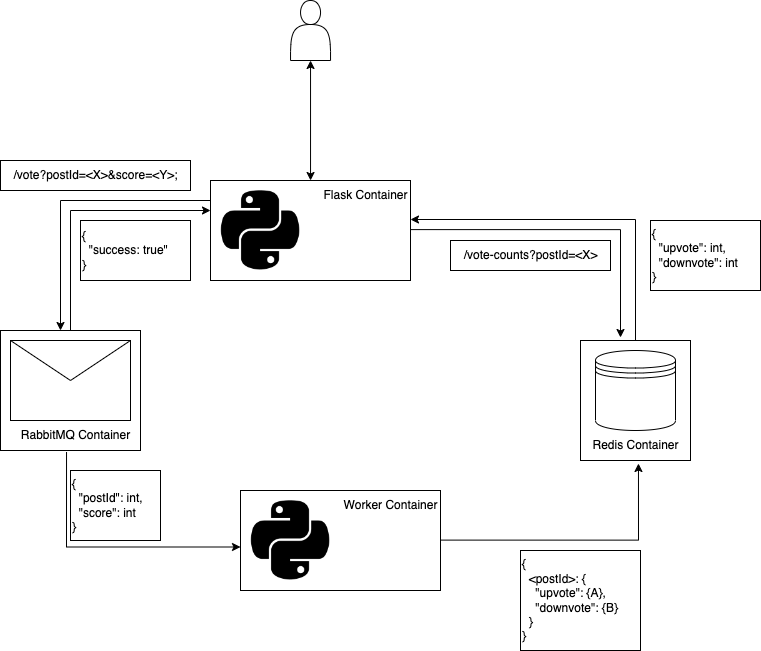 /vote?postId=<X>&score=<Y>;
Flask Container
{
"success: true"
}
/vote-counts?postId=<X>
{
"upvote": int,
"downvote": int
}
RabbitMQ Container
Redis Container
{
"postId": int,
"score": int
}
Worker Container
{
<postId>: {
"upvote": {A},
"downvote": {B}
}
}